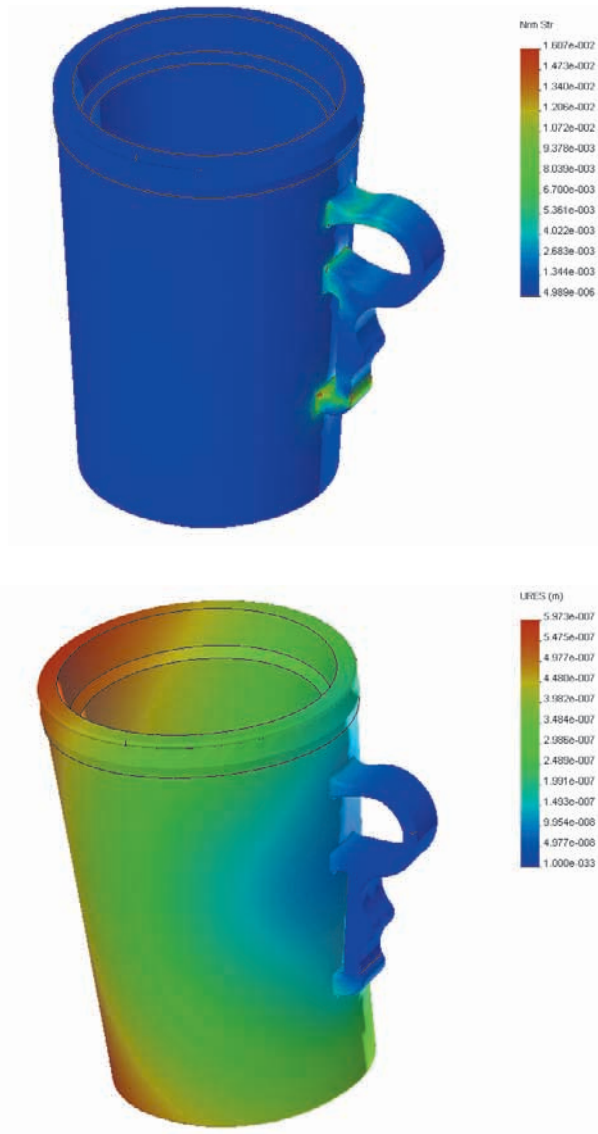 Nrm Str
1.607e-002
1.473e-002
1.340e-002
1.206e-002
1.072e-002
9.378e-003
8.039e-003
6.700e-003
5.361e-003
4.022e-003
2.683e-003
1.344e-003
4.989e-006
URES (m)
5.973e-007
5.475e-007
4.977e-007
4.480e-007
3.982e-007
3.484e-007
2.986e-007
2.489e-007
1.991e-007
1.493e-007
9.954e-008
4.977e-008
1.000e-033